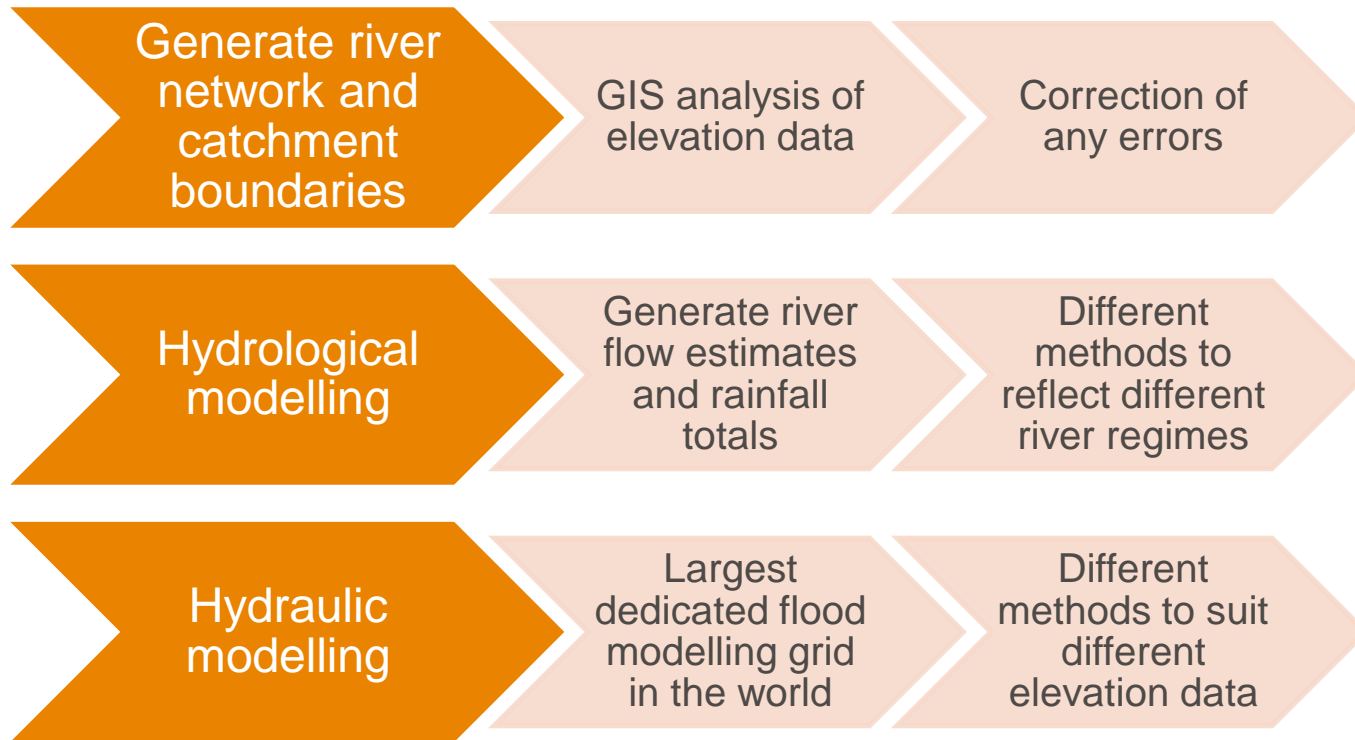 Generate river
network and
catchment
boundaries
GIS analysis of
elevation data
Correction of
any errors
Hydrological
modelling
Generate river
flow estimates
and rainfall
totals
Different
methods to
reflect different
river regimes
Hydraulic
modelling
Largest
dedicated flood
modelling grid
in the world
Different
methods to suit
different
elevation data